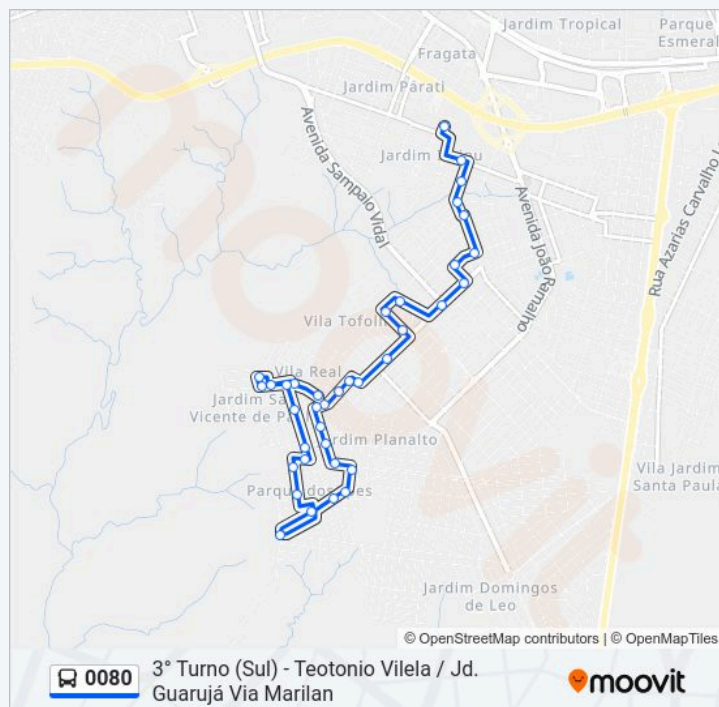 Jardim Tropical
Parque
Esmeral
Fragata
Jardim Parati
Avenida Sampaio Vidal
Avenida João Ramalho
Rua Azarias Carvalho
Vila Real
Jardim
Vicente de
Jardim Planalto
Vila Jardim
Santa Paula
Jardim Domingos
de Leo
© OpenStreetMap contributors | © OpenMapTiles
0080
3° Turno (Sul) - Teotonio Vilela / Jd.
Guarujá Via Marilan
moovit